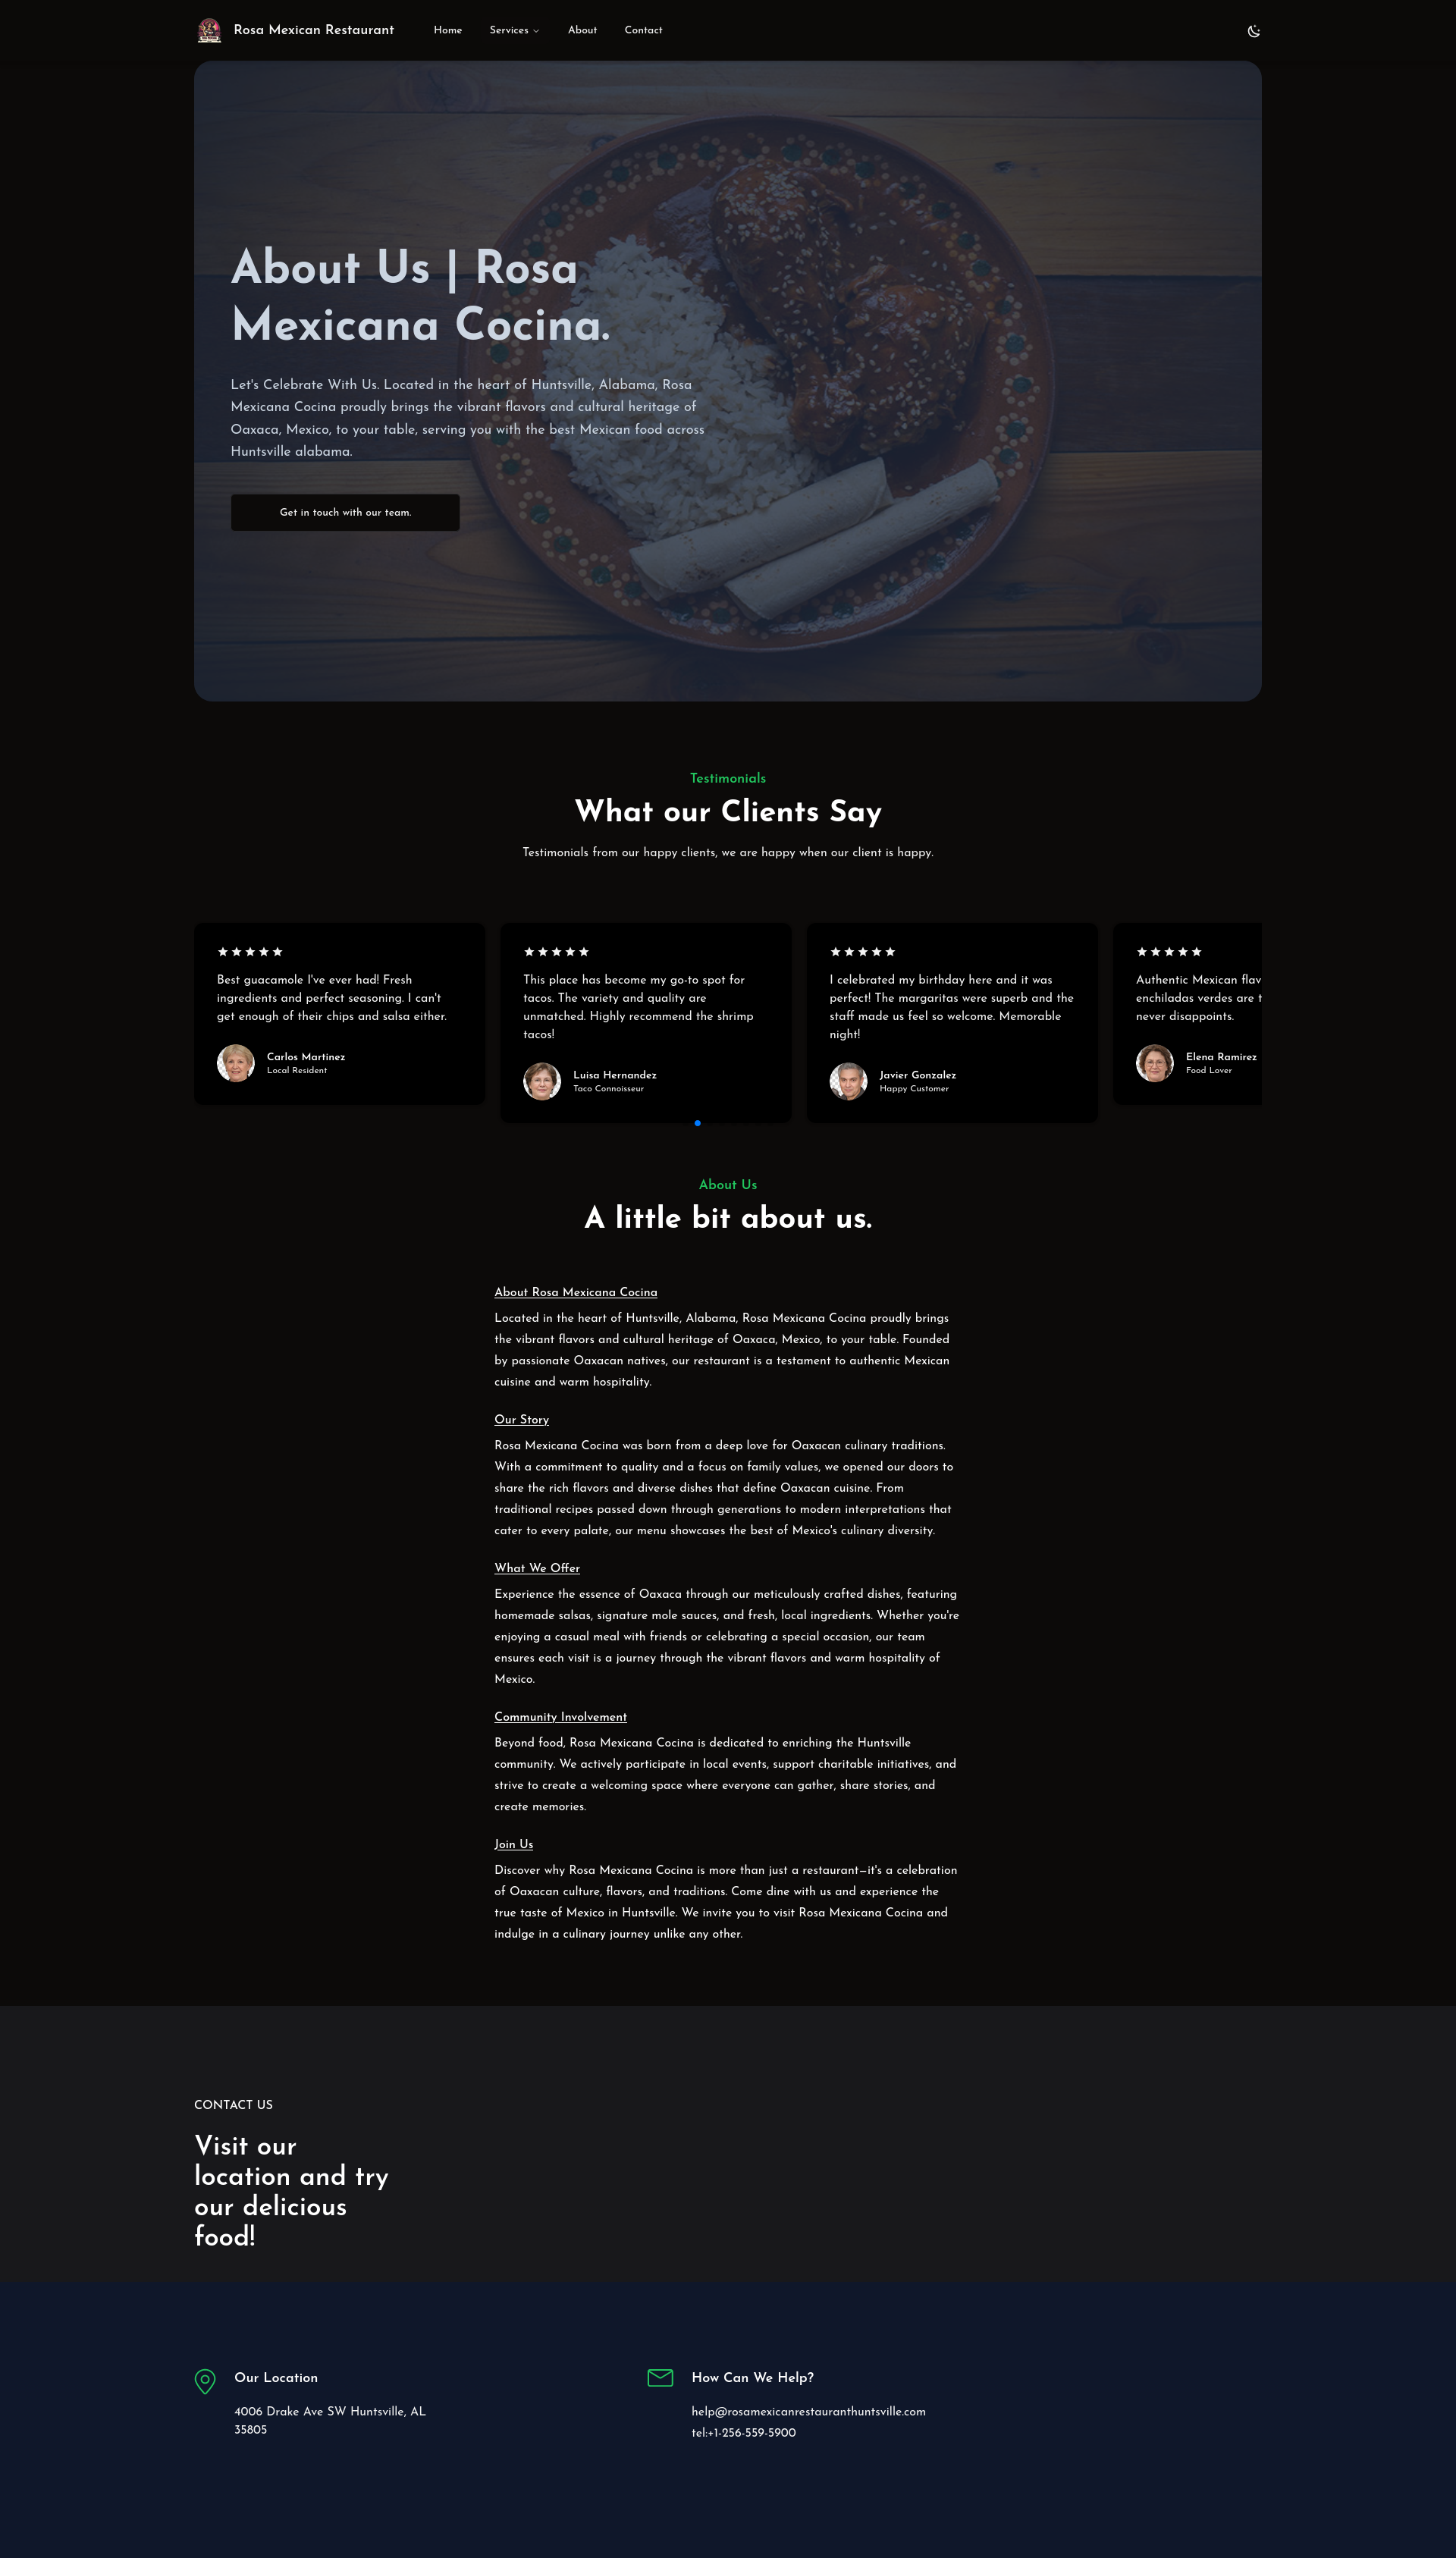 Rosa Mexican Restaurant
Home
Services
About
Contact
About Us | Rosa
Mexicana Cocina.
Let's Celebrate With Us. Located in the heart of Huntsville, Alabama, Rosa
Mexicana Cocina proudly brings the vibrant flavors and cultural heritage of
Oaxaca, Mexico, to your table, serving you with the best Mexican food across
Huntsville alabama.
Get in touch with our team.
Testimonials
What our Clients Say
Testimonials from our happy clients, we are happy when our client is happy.
Best guacamole I've ever had! Fresh
ingredients and perfect seasoning. I can't
get enough of their chips and salsa either.
Carlos Martinez
Local Resident
This place has become my go-to spot for
tacos. The variety and quality are
unmatched. Highly recommend the shrimp
tacos!
Luisa Hernandez
Taco Connoisseur
I celebrated my birthday here and it was
perfect! The margaritas were superb and the
staff made us feel so welcome. Memorable
night!
Javier Gonzalez
Happy Customer
Authentic Mexican flav
enchiladas verdes are t
never disappoints.
Elena Ramirez
Food Lover
About Us
A little bit about us.
About Rosa Mexicana Cocina
Located in the heart of Huntsville, Alabama, Rosa Mexicana Cocina proudly brings
the vibrant flavors and cultural heritage of Oaxaca, Mexico, to your table. Founded
by passionate Oaxacan natives, our restaurant is a testament to authentic Mexican
cuisine and warm hospitality.
Our Story
Rosa Mexicana Cocina was born from a deep love for Oaxacan culinary traditions.
With a commitment to quality and a focus on family values, we opened our doors to
share the rich flavors and diverse dishes that define Oaxacan cuisine. From
traditional recipes passed down through generations to modern interpretations that
cater to every palate, our menu showcases the best of Mexico's culinary diversity.
What We Offer
Experience the essence of Oaxaca through our meticulously crafted dishes, featuring
homemade salsas, signature mole sauces, and fresh, local ingredients. Whether you're
enjoying a casual meal with friends or celebrating a special occasion, our team
ensures each visit is a journey through the vibrant flavors and warm hospitality of
Mexico.
Community Involvement
Beyond food, Rosa Mexicana Cocina is dedicated to enriching the Huntsville
community. We actively participate in local events, support charitable initiatives, and
strive to create a welcoming space where everyone can gather, share stories, and
create memories.
Join Us
Discover why Rosa Mexicana Cocina is more than just a restaurant—it's a celebration
of Oaxacan culture, flavors, and traditions. Come dine with us and experience the
true taste of Mexico in Huntsville. We invite you to visit Rosa Mexicana Cocina and
indulge in a culinary journey unlike any other.
CONTACT US
Visit our
location and try
our delicious
food!
Our Location
4006 Drake Ave SW Huntsville, AL
35805
How Can We Help?
help@rosamexicanrestauranthuntsville.com
tel:+1-256-559-5900